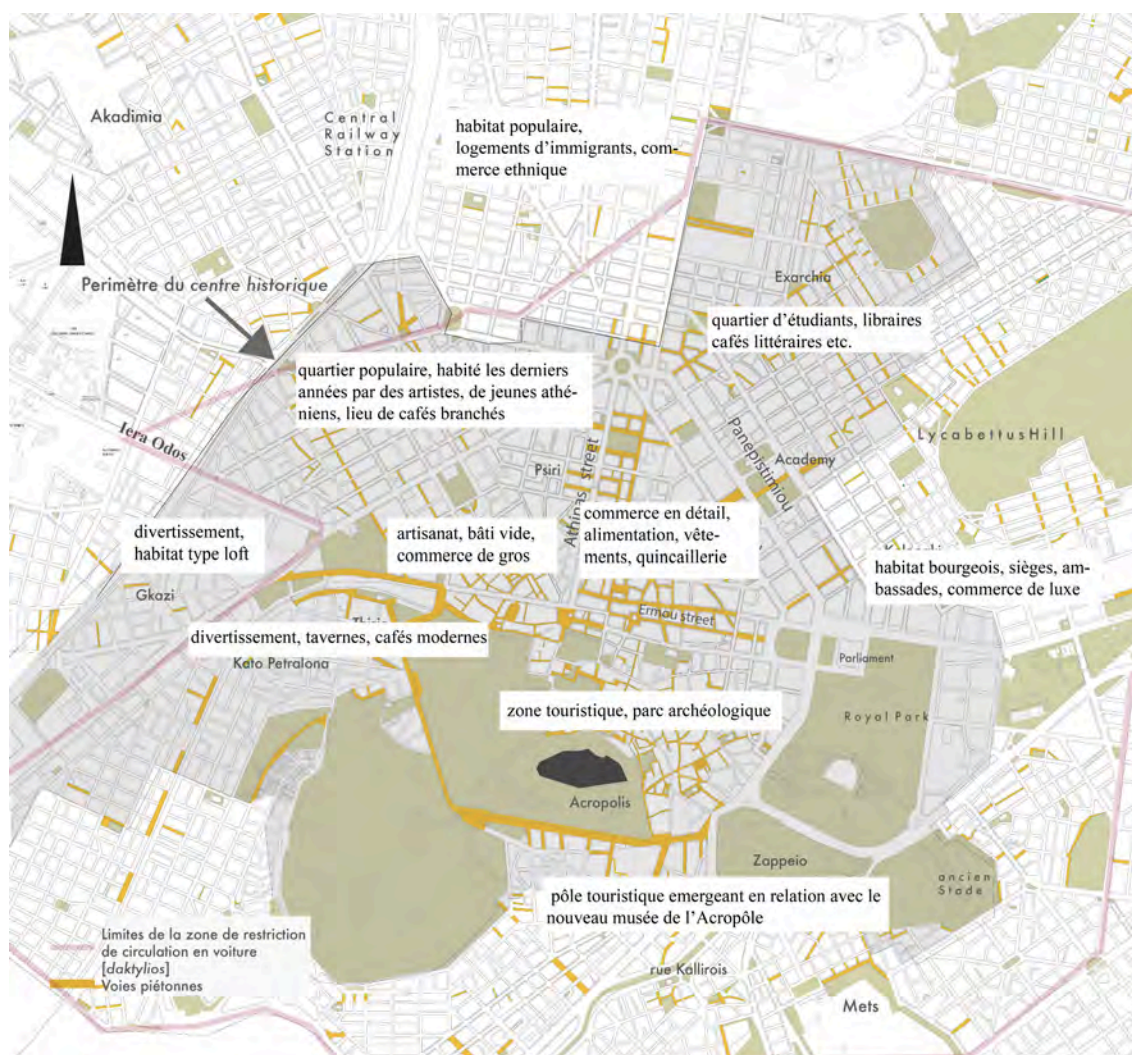 Akadimia
Central
Railway
Station
habitat populaire,
logements d'immigrants, com-
merce ethnique
Exarchia
Perimètre du centre historique
quartier d'étudiants, libraires
cafés littéraires etc.
quartier populaire, habité les derniers
années par des artistes, de jeunes athé-
niens, lieu de cafés branchés
Iera Odos
Lycabettus Hill
Psiri
Athinas street
Panepistimiou
Academy
divertissement,
habitat type loft
artisanat, bâti vide,
commerce de gros
commerce en détail,
alimentation, vête-
ments, quincaillerie
habitat bourgeois, sièges, am-
bassades, commerce de luxe
Gkazi
Ermou street
divertissement, tavernes, cafés modernes
Kato Petralona
Parliament
zone touristique, parc archéologique
Royal Park
Acropolis
Zappeio
ancien
Stade
pôle touristique emergeant en relation avec le
nouveau musée de l'Acropôle
Limites de la zone de restriction
de circulation en voiture
[daktylios]
Voies piétonnes
rue Kallirois
Mets